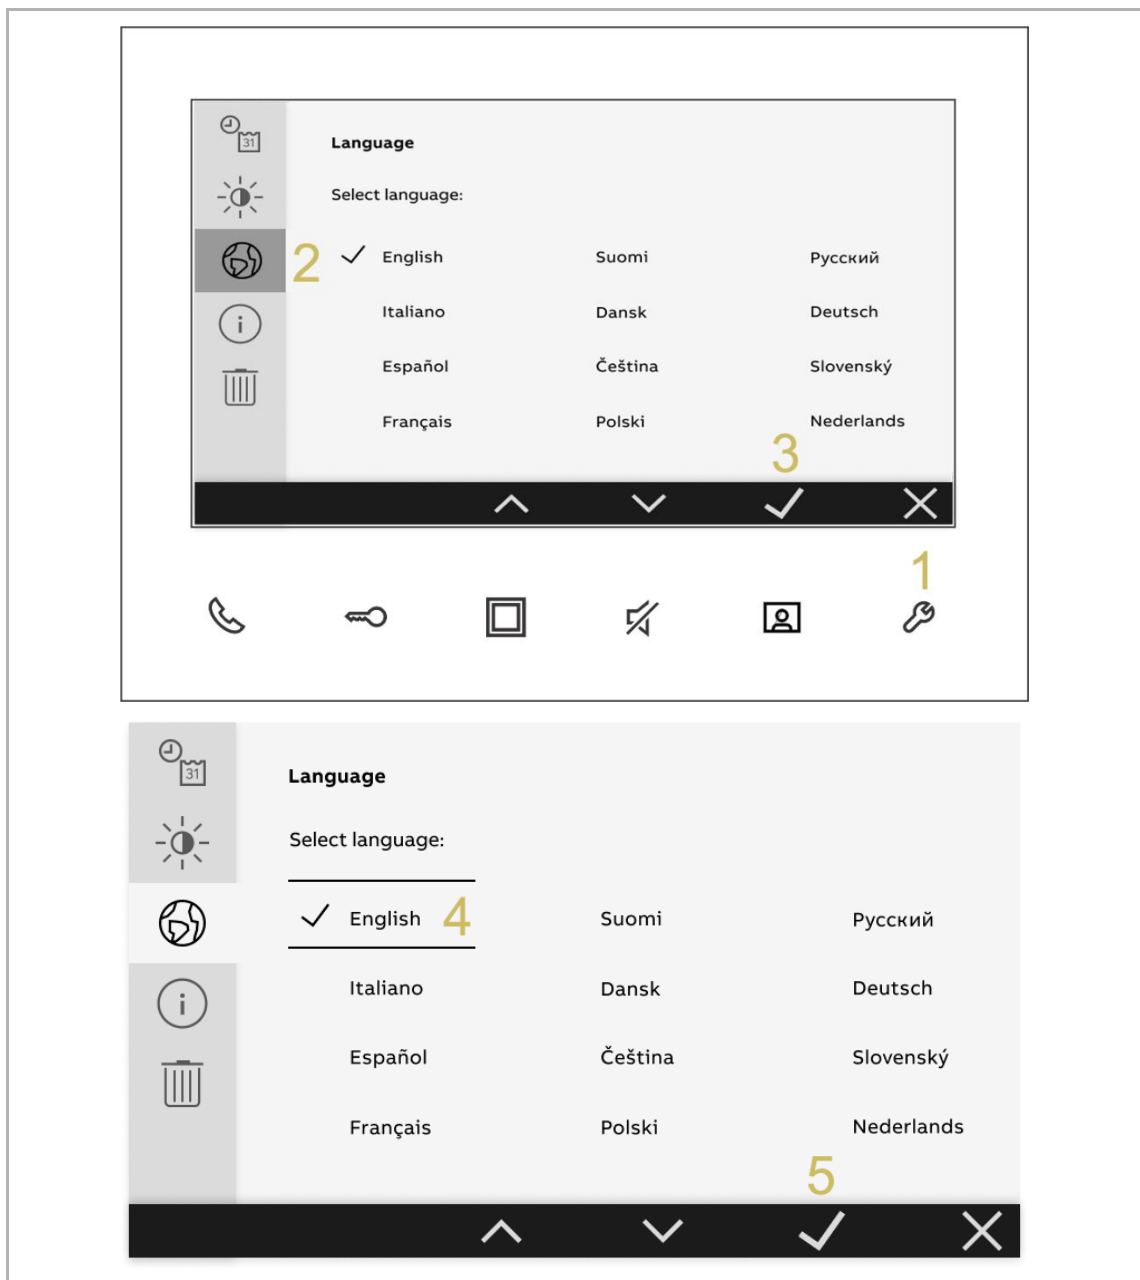 31
Language
Select language:
2
English Suomi Русский
Italiano Dansk Deutsch
Español Čeština Slovenský
Français Polski Nederlands
3
1
31
Language
Select language:
English 4 Suomi Русский
Italiano Dansk Deutsch
Español Čeština Slovenský
Français Polski Nederlands
5